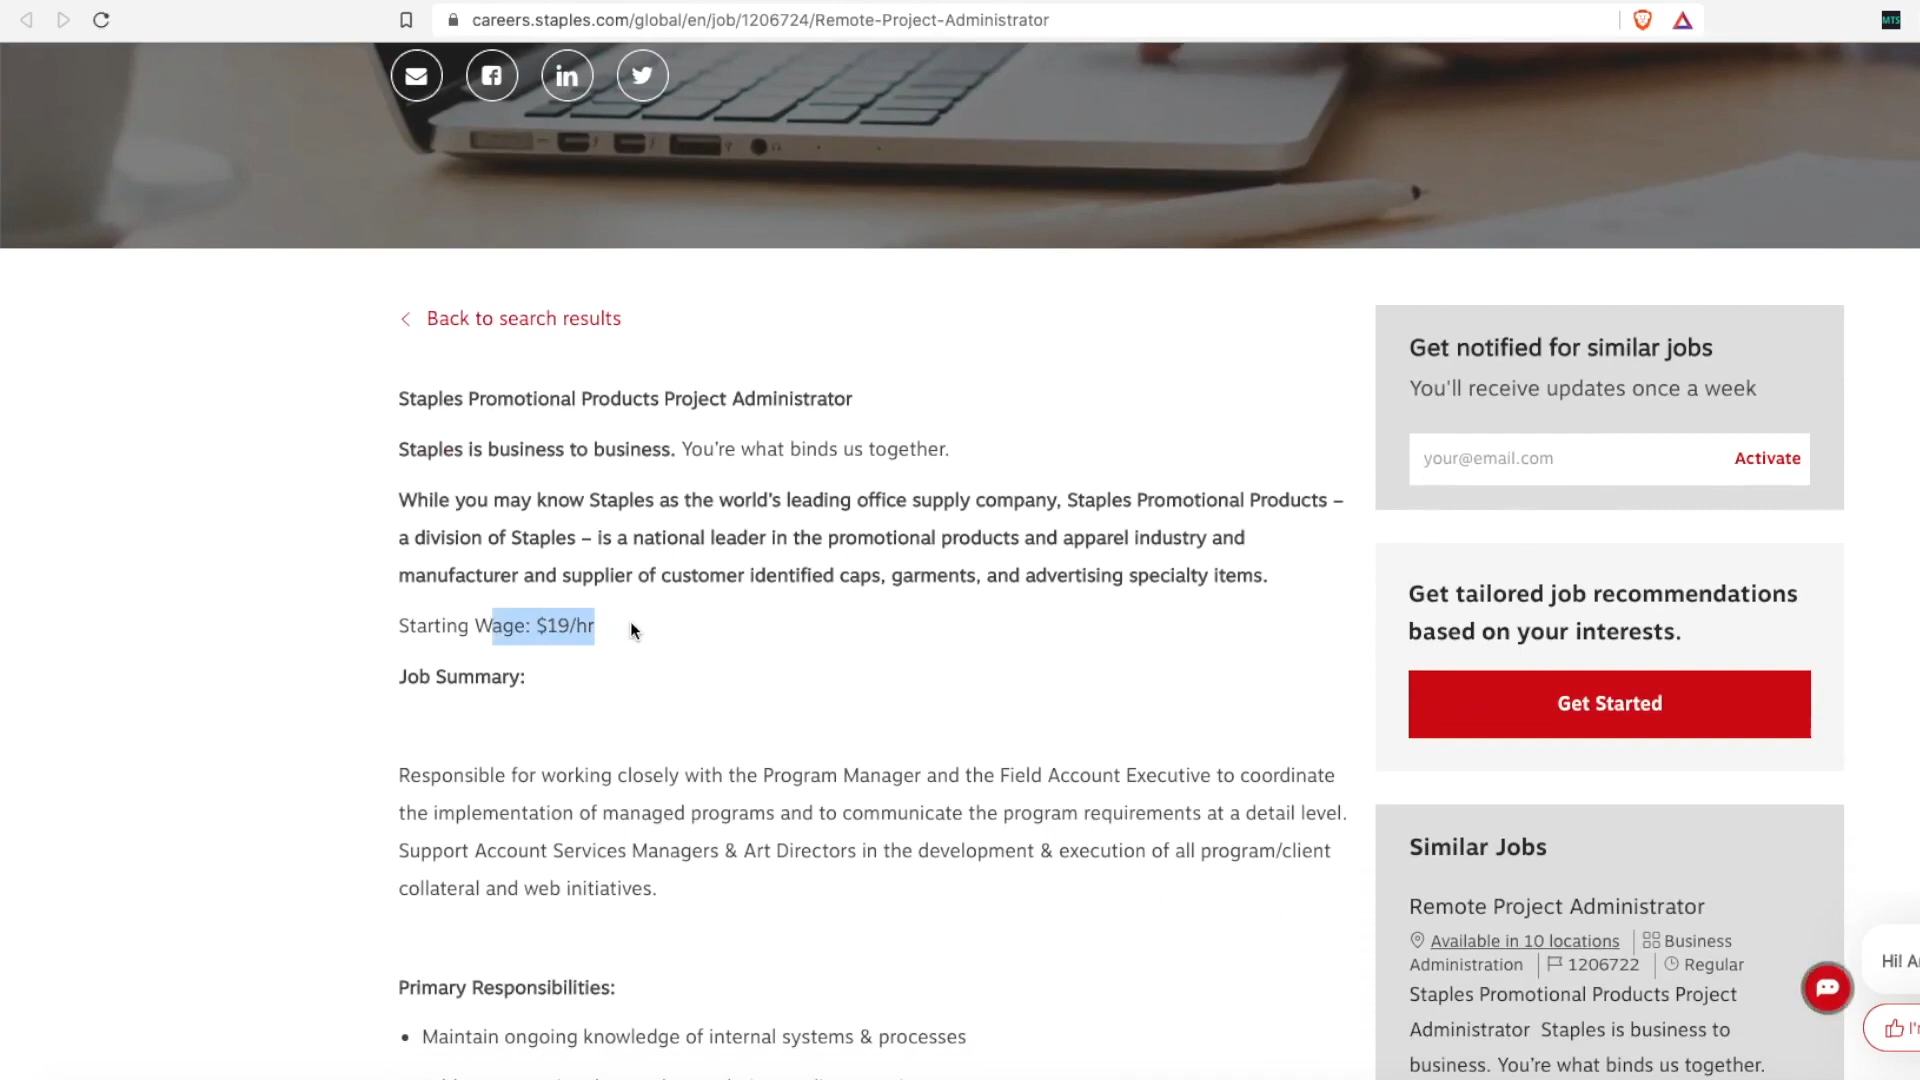 careers.staples.com/global/en/job/1206724/Remote-Project-Administrator
MTS
Back to search results
Staples Promotional Products Project Administrator
Staples is business to business. You're what binds us together.
While you may know Staples as the world's leading office supply company, Staples Promotional Products –
a division of Staples – is a national leader in the promotional products and apparel industry and
manufacturer and supplier of customer identified caps, garments, and advertising specialty items.
Starting Wage: $19/hr
Job Summary:
Responsible for working closely with the Program Manager and the Field Account Executive to coordinate
the implementation of managed programs and to communicate the program requirements at a detail level.
Support Account Services Managers & Art Directors in the development & execution of all program/client
collateral and web initiatives.
Primary Responsibilities:
• Maintain ongoing knowledge of internal systems & processes
Get notified for similar jobs
You'll receive updates once a week
your@email.com Activate
Get tailored job recommendations
based on your interests.
Get Started
Similar Jobs
Remote Project Administrator
Available in 10 locations Business
Administration 1206722 Regular
Staples Promotional Products Project
Administrator Staples is business to
business. You're what binds us together.
Hi!